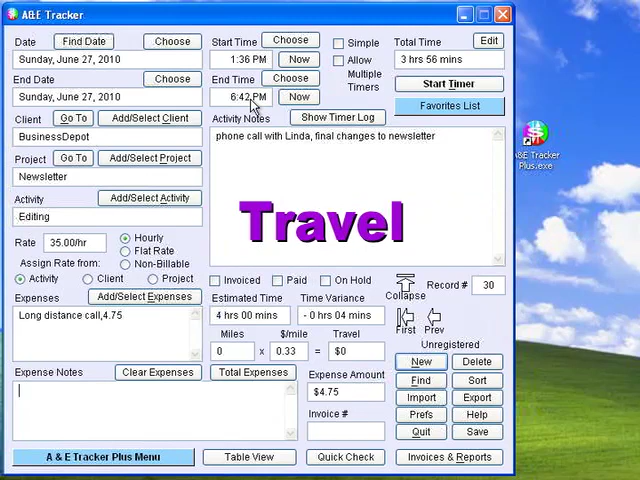 A&E Tracker
Date Find Date Choose
Sunday, June 27, 2010
End Date Choose
Sunday, June 27, 2010
Client Go To Add/Select Client
BusinessDepot
Project Go To Add/Select Project
Newsletter
Activity Add/Select Activity
Editing
Rate 35.00/hr Hourly
Flat Rate
Assign Rate from: Non-Billable
Activity Client Project
Expenses Add/Select Expenses
Long distance call,4.75
Expense Notes Clear Expenses Total Expenses
Start Time Choose
1:36 PM Now
End Time Choose
6:42 PM Now
Simple
Allow
Multiple
Timers
Total Time Edit
3 hrs 56 mins
Start Timer
Favorites List
Activity Notes Show Timer Log
phone call with Linda, final changes to newsletter
Travel
Invoiced Paid On Hold
Estimated Time Time Variance
4 hrs 00 mins - 0 hrs 04 mins
Miles $/mile Travel
0 x 0.33 = $0
Expense Amount
$4.75
Invoice #
Collapse
Record # 30
First Prev
Unregistered
New Delete
Find Sort
Import Export
Prefs Help
Quit Save
A & E Tracker Plus Menu Table View Quick Check Invoices & Reports
A&E Tracker
Plus.exe